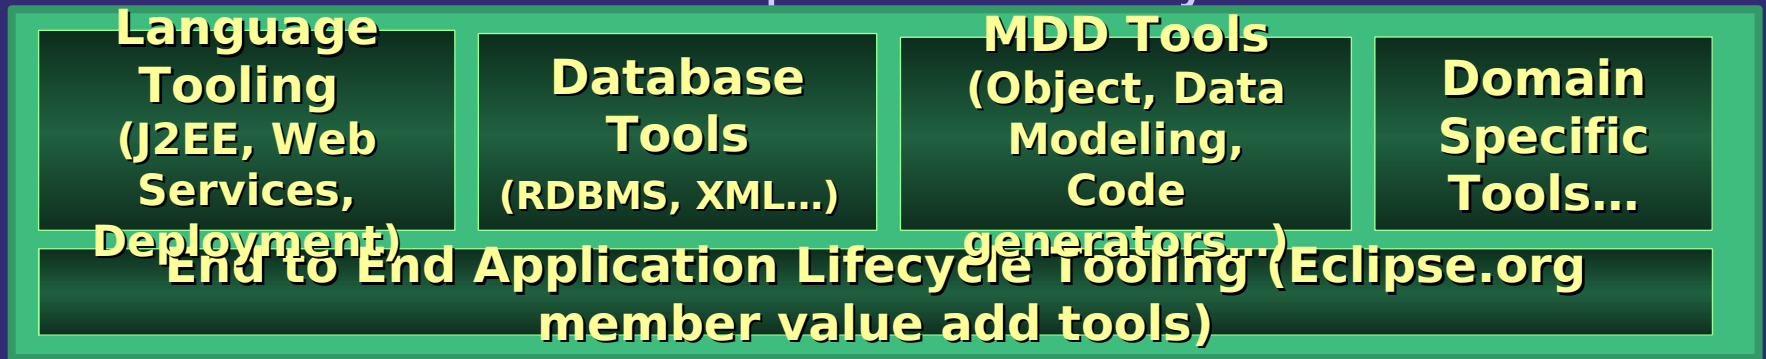 Language
Tooling
(J2EE, Web
Services,
Deployment)
Database
Tools
(RDBMS, XML…)
MDD Tools
(Object, Data
Modeling,
Code
generators…)
Domain
Specific
Tools…
End to End Application Lifecycle Tooling (Eclipse.org
member value add tools)